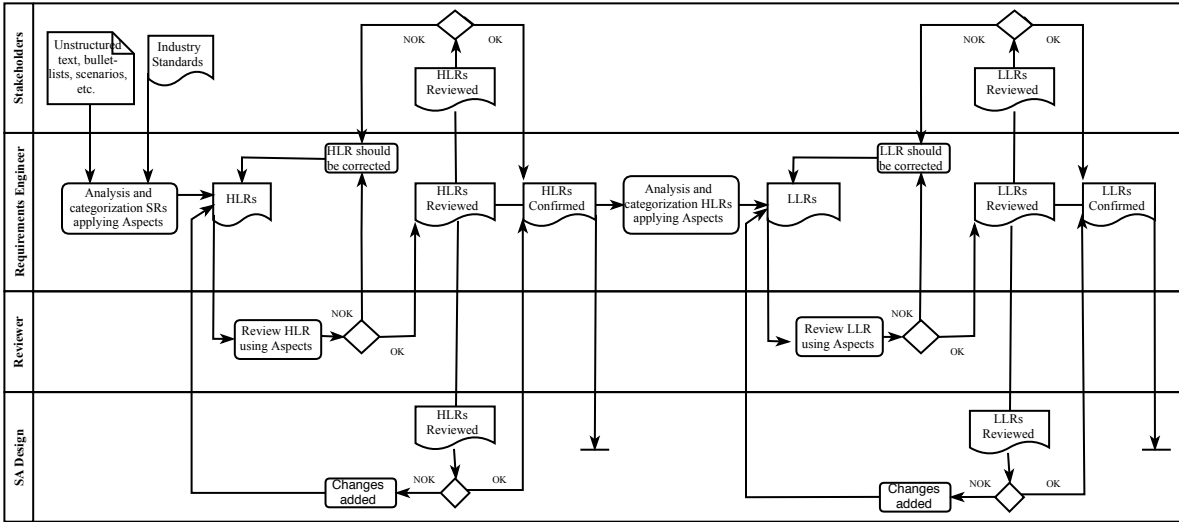 Stakeholders
Unstructured
text, bullet-
lists, scenarios,
etc.
Industry
Standards
NOK
OK
HLRs
Reviewed
NOK
OK
LLRs
Reviewed
Requirements Engineer
Analysis and
categorization SRs
applying Aspects
HLRs
HLR should
be corrected
HLRs
Reviewed
HLRs
Confirmed
Analysis and
categorization HLRs
applying Aspects
LLRs
LLR should
be corrected
LLRs
Reviewed
LLRs
Confirmed
Reviewer
Review HLR
using Aspects
NOK
OK
Review LLR
using Aspects
NOK
OK
SA Design
HLRs
Reviewed
Changes
added
NOK
OK
LLRs
Reviewed
Changes
added
NOK
OK